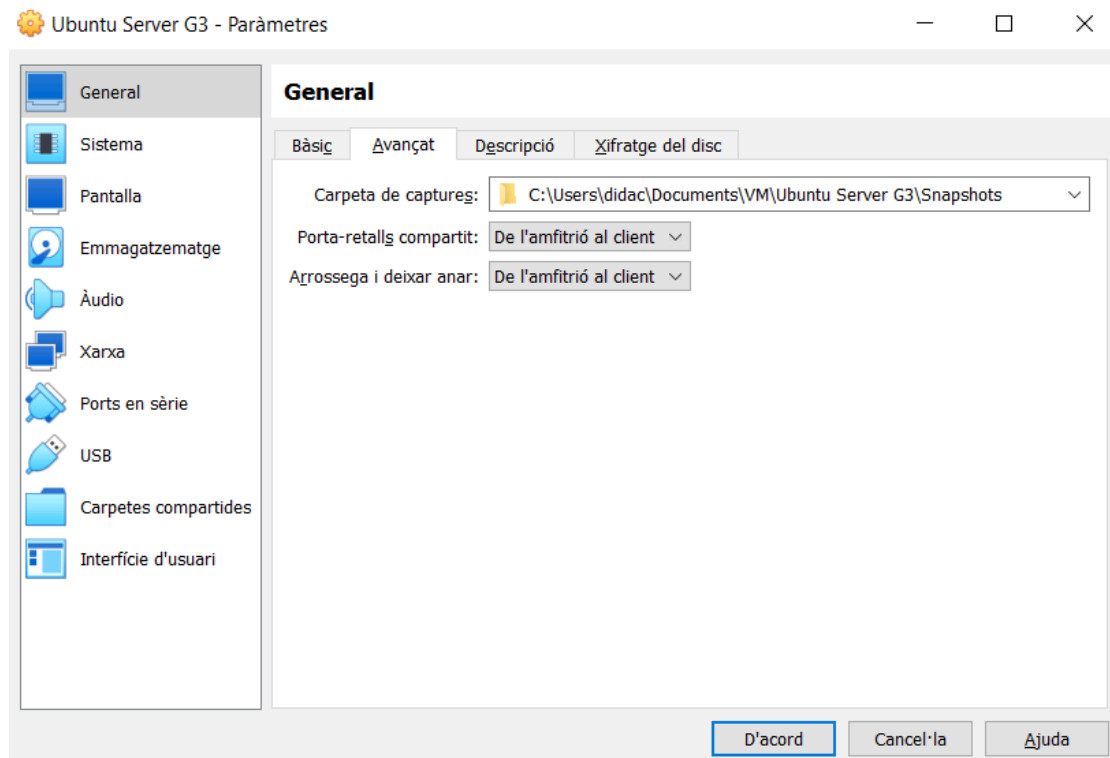 Ubuntu Server G3 - Paràmetres
General
Sistema
Pantalla
Emmagatzematge
Àudio
Xarxa
Ports en sèrie
USB
Carpetes compartides
Interfície d'usuari
General
Bàsic Avançat Descripció Xifratge del disc
Carpeta de captures: C:\Users\didac\Documents\VM\Ubuntu Server G3\Snapshots
Porta-retalls compartit: De l'amfitrió al client
Arrossega i deixar anar: De l'amfitrió al client
D'acord Cancel·la Ajuda